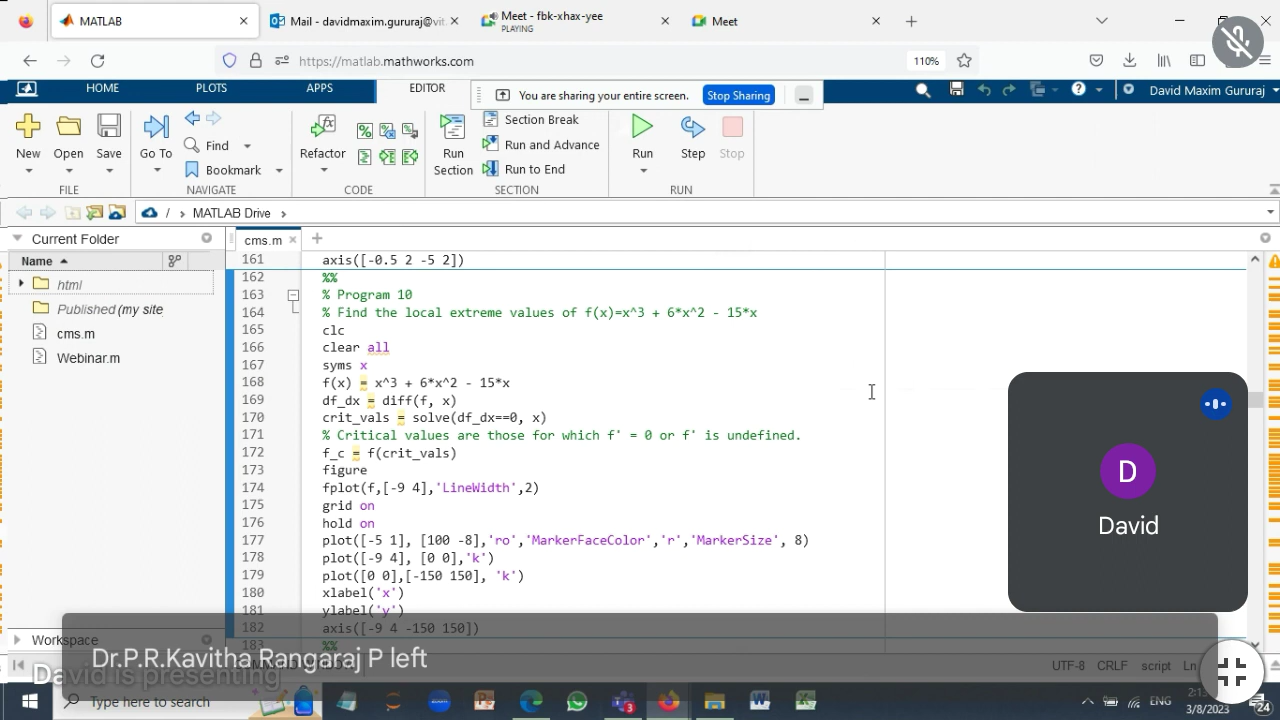 MATLAB
Mail - davidmaxim.gururaj@vit
Meet - fbk-xhax-yee
PLAYING
Meet
https://matlab.mathworks.com
110%
HOME
PLOTS
APPS
EDITOR
You are sharing your entire screen.
Stop Sharing
David Maxim Gururaj
New
Open
Save
Go To
Find
Bookmark
Refactor
Run
Section
Section Break
Run and Advance
Run to End
Run
Step
Stop
FILE
NAVIGATE
CODE
SECTION
RUN
/ > MATLAB Drive >
Current Folder
Name
html
Published (my site
cms.m
Webinar.m
Workspace
cms.m
161 axis([-0.5 2 -5 2])
162 %%
163 % Program 10
164 % Find the local extreme values of f(x)=x^3 + 6*x^2 - 15*x
165 clc
166 clear all
167 syms x
168 f(x) = x^3 + 6*x^2 - 15*x
169 df_dx = diff(f, x)
170 crit_vals = solve(df_dx==0, x)
171 % Critical values are those for which f' = 0 or f' is undefined.
172 f_c = f(crit_vals)
173 figure
174 fplot(f,[-9 4],'LineWidth',2)
175 grid on
176 hold on
177 plot([-5 1], [100 -8],'ro','MarkerFaceColor','r','MarkerSize', 8)
178 plot([-9 4], [0 0],'k')
179 plot([0 0],[-150 150], 'k')
180 xlabel('x')
181 ylabel('y')
182 axis([-9 4 -150 150])
183 %%
D
David
Dr.P.R.Kavitha Rangaraj P left
David is presenting
UTF-8
CRLF
script
Ln
Type here to search
ENG
3/8/2023
24